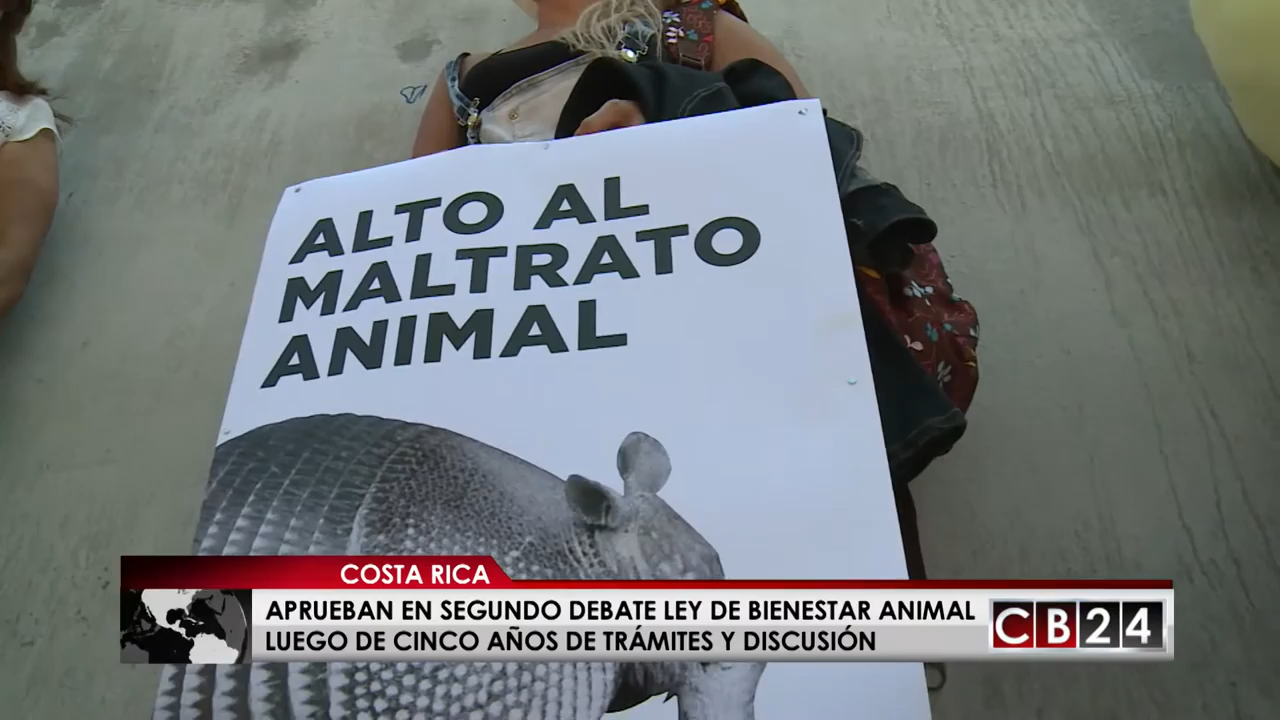 ALTO AL
MALTRATO
ANIMAL
COSTA RICA
APRUEBAN EN SEGUNDO DEBATE LEY DE BIENESTAR ANIMAL
LUEGO DE CINCO AÑOS DE TRÁMITES Y DISCUSIÓN
CB24